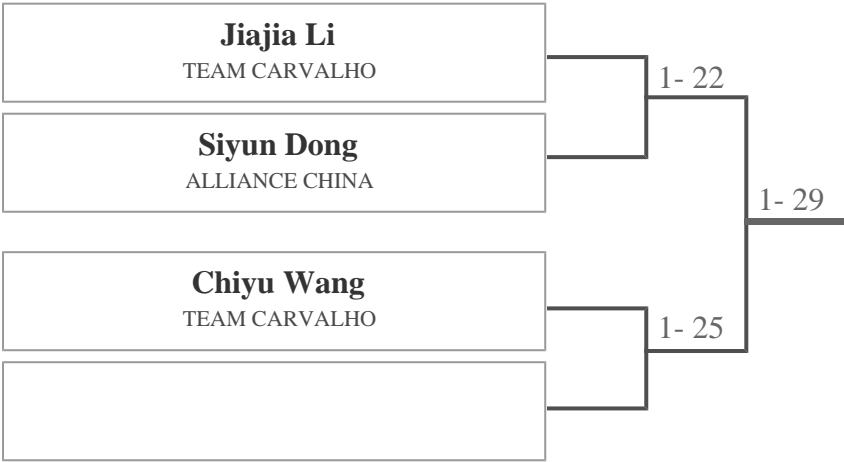 Jiajia Li
TEAM CARVALHO
1- 22
Siyun Dong
ALLIANCE CHINA
1- 29
Chiyu Wang
TEAM CARVALHO
1- 25